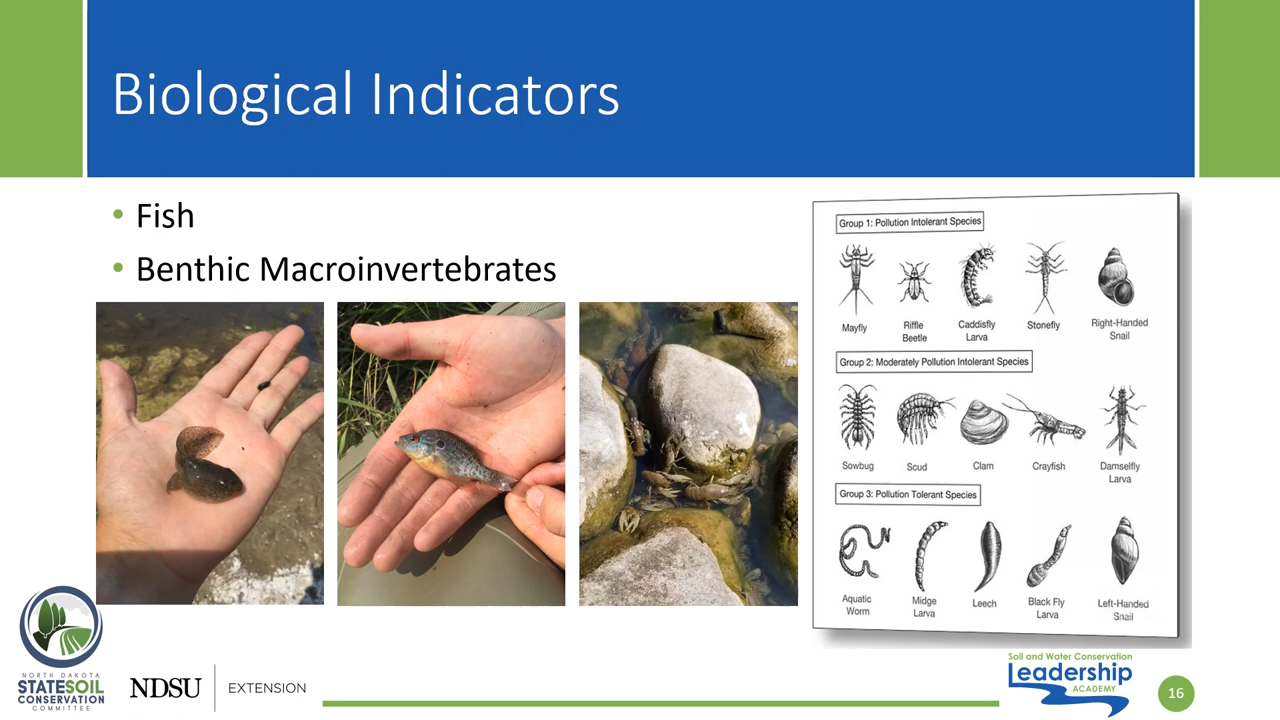 Biological Indicators
• Fish
• Benthic Macroinvertebrates
Group 1: Pollution Intolerant Species
Mayfly
Riffle
Beetle
Caddisfly
Larva
Stonefly
Right-Handed
Snail
Group 2: Moderately Pollution Intolerant Species
Sowbug
Scud
Clam
Crayfish
Damselfly
Larva
Group 3: Pollution Tolerant Species
Aquatic
Worm
Midge
Larva
Leech
Black Fly
Larva
Left-Handed
Snail
NORTH DAKOTA
STATESOIL
CONSERVATION
COMMITTEE
NDSU
EXTENSION
Soil and Water Conservation
Leadership
ACADEMY
16